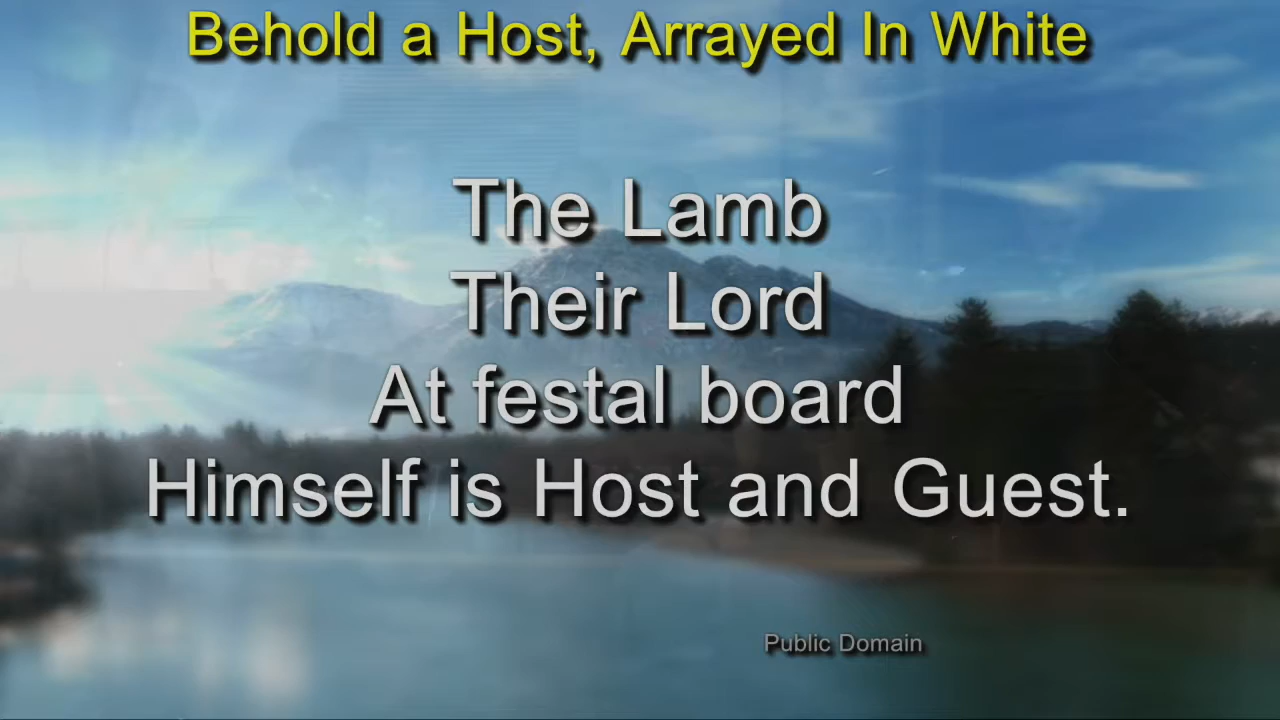 Behold a Host, Arrayed In White
The Lamb
Their Lord
At festal board
Himself is Host and Guest.
Public Domain